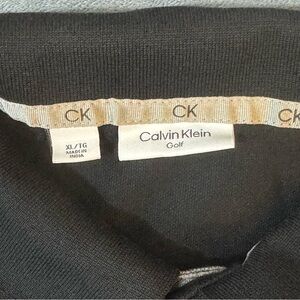 CK CK CK
XL/TG
MADE IN
INDIA
Calvin Klein
Golf